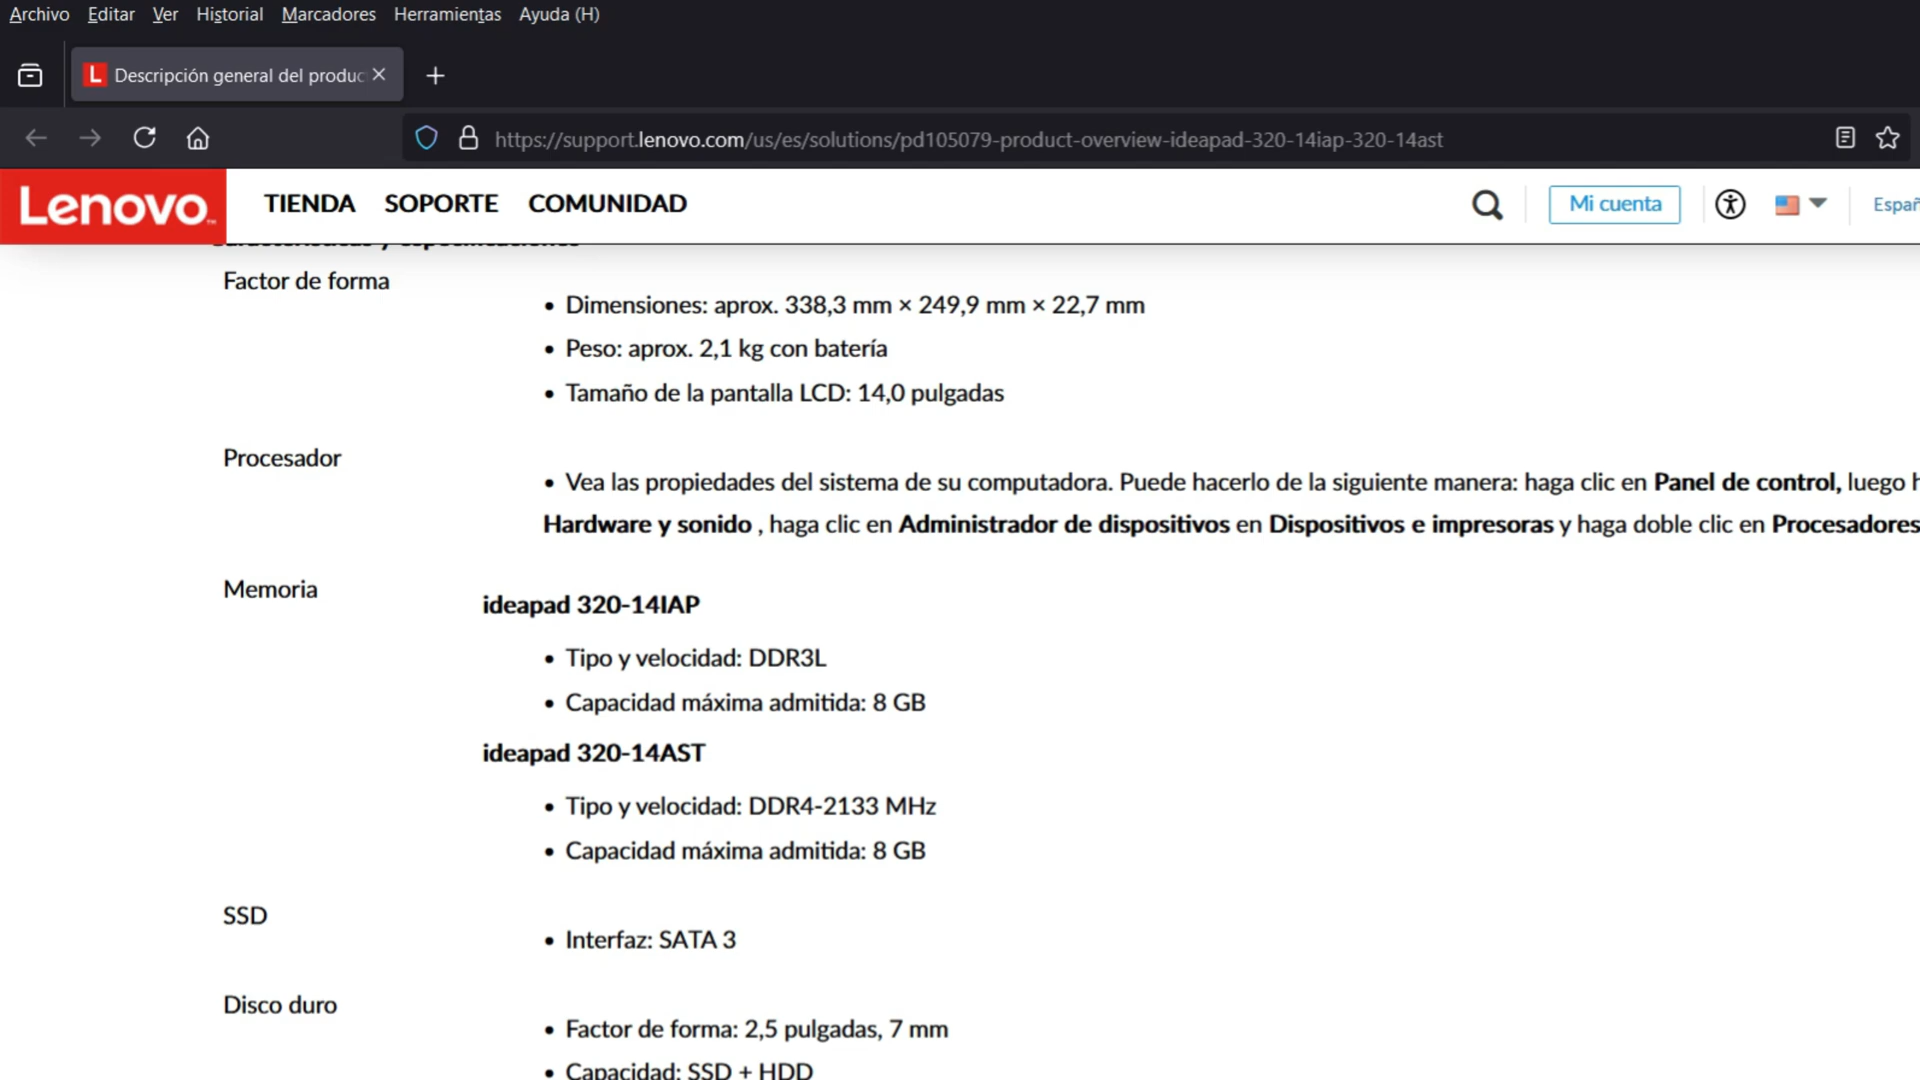 Archivo Editar Ver Historial Marcadores Herramientas Ayuda (H)
L Descripción general del produc
https://support.lenovo.com/us/es/solutions/pd105079-product-overview-ideapad-320-14iap-320-14ast
Lenovo™ TIENDA SOPORTE COMUNIDAD Mi cuenta Españ
Características y especificaciones
Factor de forma
• Dimensiones: aprox. 338,3 mm × 249,9 mm × 22,7 mm
• Peso: aprox. 2,1 kg con batería
• Tamaño de la pantalla LCD: 14,0 pulgadas
Procesador
• Vea las propiedades del sistema de su computadora. Puede hacerlo de la siguiente manera: haga clic en Panel de control, luego h
Hardware y sonido , haga clic en Administrador de dispositivos en Dispositivos e impresoras y haga doble clic en Procesadores
Memoria
ideapad 320-14IAP
• Tipo y velocidad: DDR3L
• Capacidad máxima admitida: 8 GB
ideapad 320-14AST
• Tipo y velocidad: DDR4-2133 MHz
• Capacidad máxima admitida: 8 GB
SSD
• Interfaz: SATA 3
Disco duro
• Factor de forma: 2,5 pulgadas, 7 mm
• Capacidad: SSD + HDD